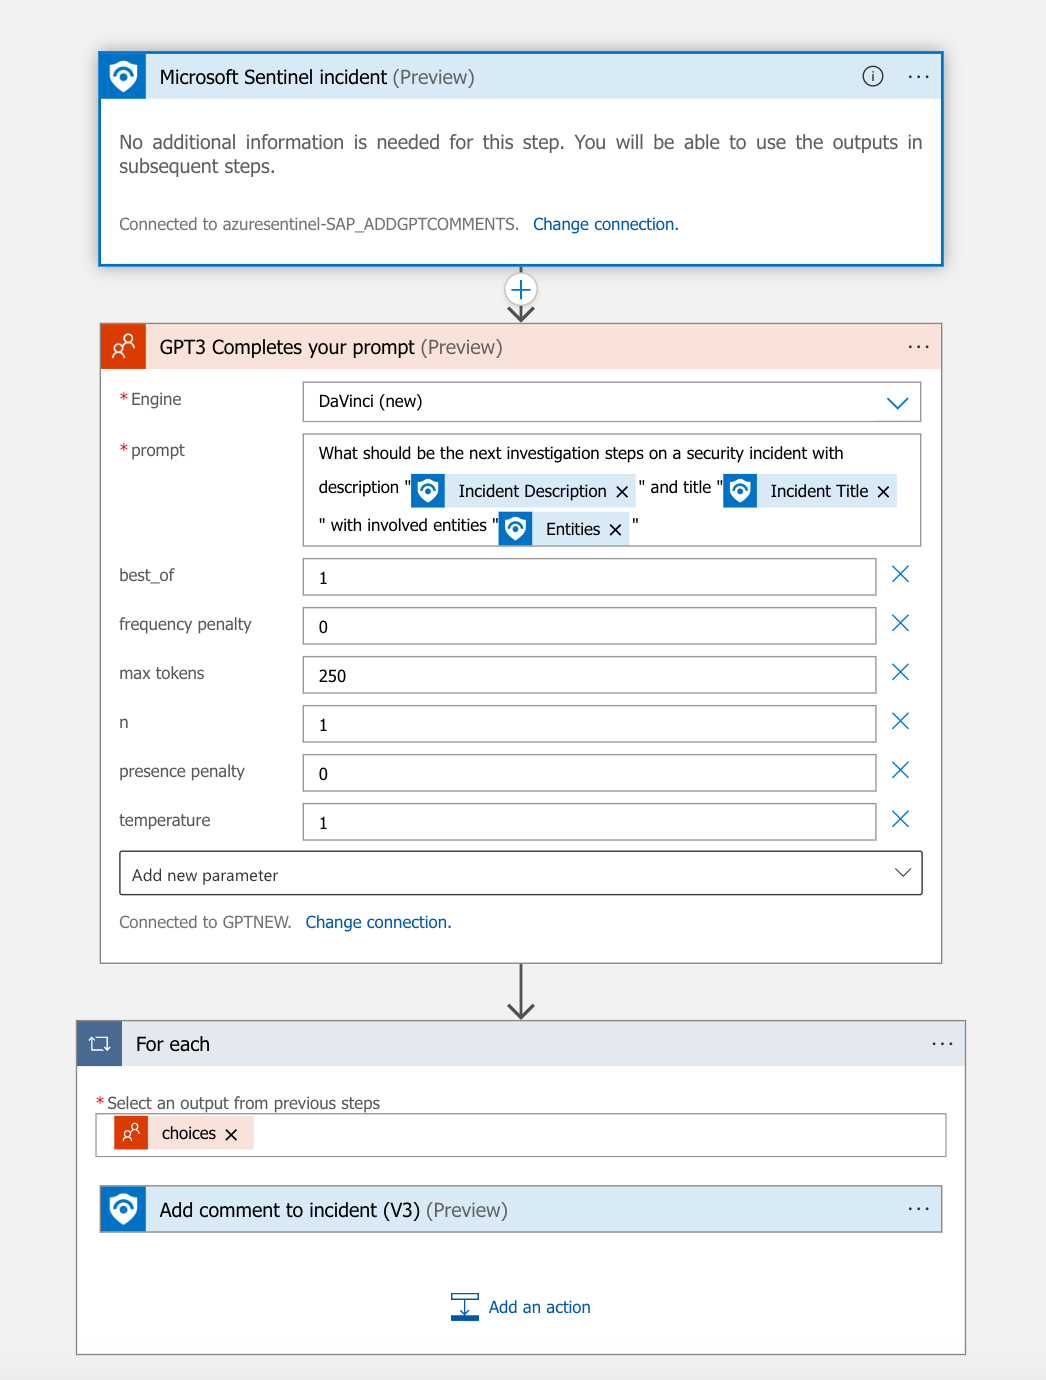 Microsoft Sentinel incident (Preview)
No additional information is needed for this step. You will be able to use the outputs in
subsequent steps.
Connected to azuresentinel-SAP_ADDGPTCOMMENTS. Change connection.
GPT3 Completes your prompt (Preview)
* Engine
DaVinci (new)
* prompt
What should be the next investigation steps on a security incident with
description " Incident Description × " and title " Incident Title ×
" with involved entities " Entities × "
best_of
1
frequency penalty
0
max tokens
250
n
1
presence penalty
0
temperature
1
Add new parameter
Connected to GPTNEW. Change connection.
For each
* Select an output from previous steps
choices ×
Add comment to incident (V3) (Preview)
Add an action